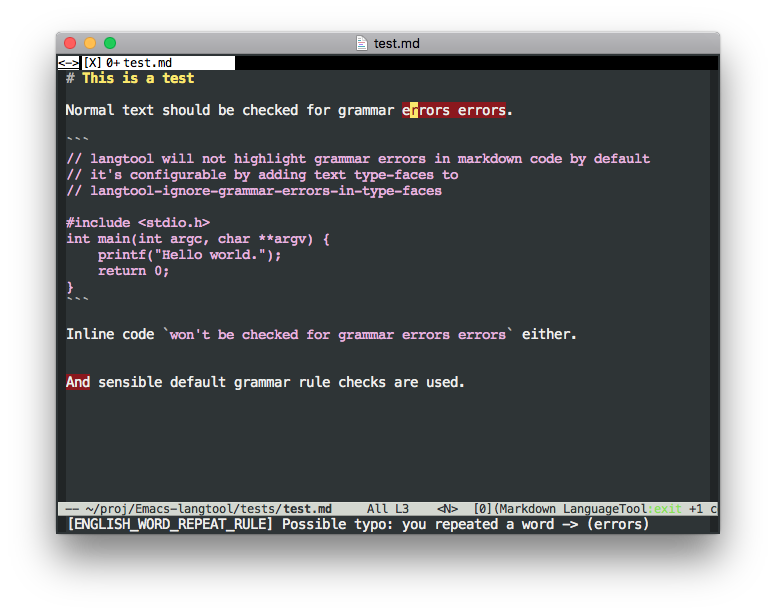 test.md
<-> [X] 0+ test.md
# This is a test
Normal text should be checked for grammar errors errors.
```
// langtool will not highlight grammar errors in markdown code by default
// it's configurable by adding text type-faces to
// langtool-ignore-grammar-errors-in-type-faces
#include <stdio.h>
int main(int argc, char **argv) {
    printf("Hello world.");
    return 0;
}
```
Inline code `won't be checked for grammar errors errors` either.
And sensible default grammar rule checks are used.
-- ~/proj/Emacs-langtool/tests/test.md    All L3    <N>  [0](Markdown LanguageTool:exit +1 c
[ENGLISH_WORD_REPEAT_RULE] Possible typo: you repeated a word -> (errors)